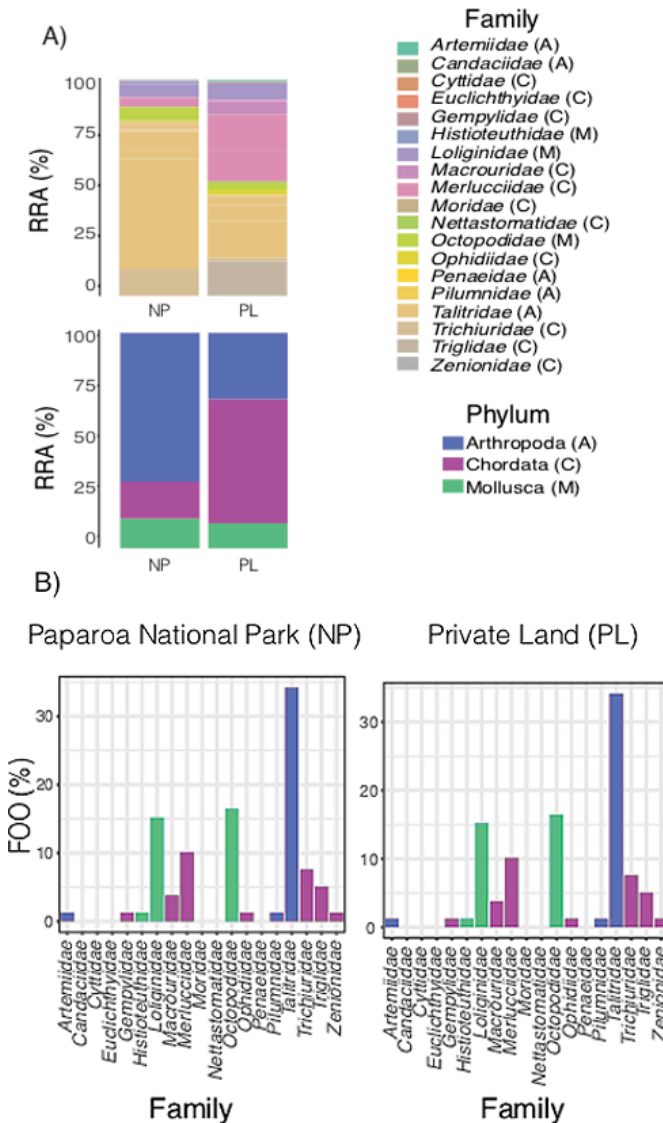 A)
RRA (%)
100
75
50
25
0
NP
PL
RRA (%)
100
75
50
25
0
NP
PL
Family
Artemiidae (A)
Candaciidae (A)
Cyttidae (C)
Euclichthyidae (C)
Gempylidae (C)
Histioteuthidae (M)
Loliginidae (M)
Macrouridae (C)
Merlucciidae (C)
Moridae (C)
Nettastomatidae (C)
Octopodidae (M)
Ophidiidae (C)
Penaeidae (A)
Pilumnidae (A)
Talitridae (A)
Trichiuridae (C)
Triglidae (C)
Zenionidae (C)
Phylum
Arthropoda (A)
Chordata (C)
Mollusca (M)
B)
Paparoa National Park (NP)
FOO (%)
30
20
10
0
Artemiidae
Candaciidae
Cyttidae
Euclichthyidae
Gempylidae
Histioteuthidae
Loliginidae
Macrouridae
Merlucciidae
Moridae
Nettastomatidae
Octopodidae
Ophidiidae
Penaeidae
Pilumnidae
Talitridae
Trichiuridae
Triglidae
Zenionidae
Family
Private Land (PL)
30
20
10
0
Artemiidae
Candaciidae
Cyttidae
Euclichthyidae
Gempylidae
Histioteuthidae
Loliginidae
Macrouridae
Merlucciidae
Moridae
Nettastomatidae
Octopodidae
Ophidiidae
Penaeidae
Pilumnidae
Talitridae
Trichiuridae
Triglidae
Zenionidae
Family